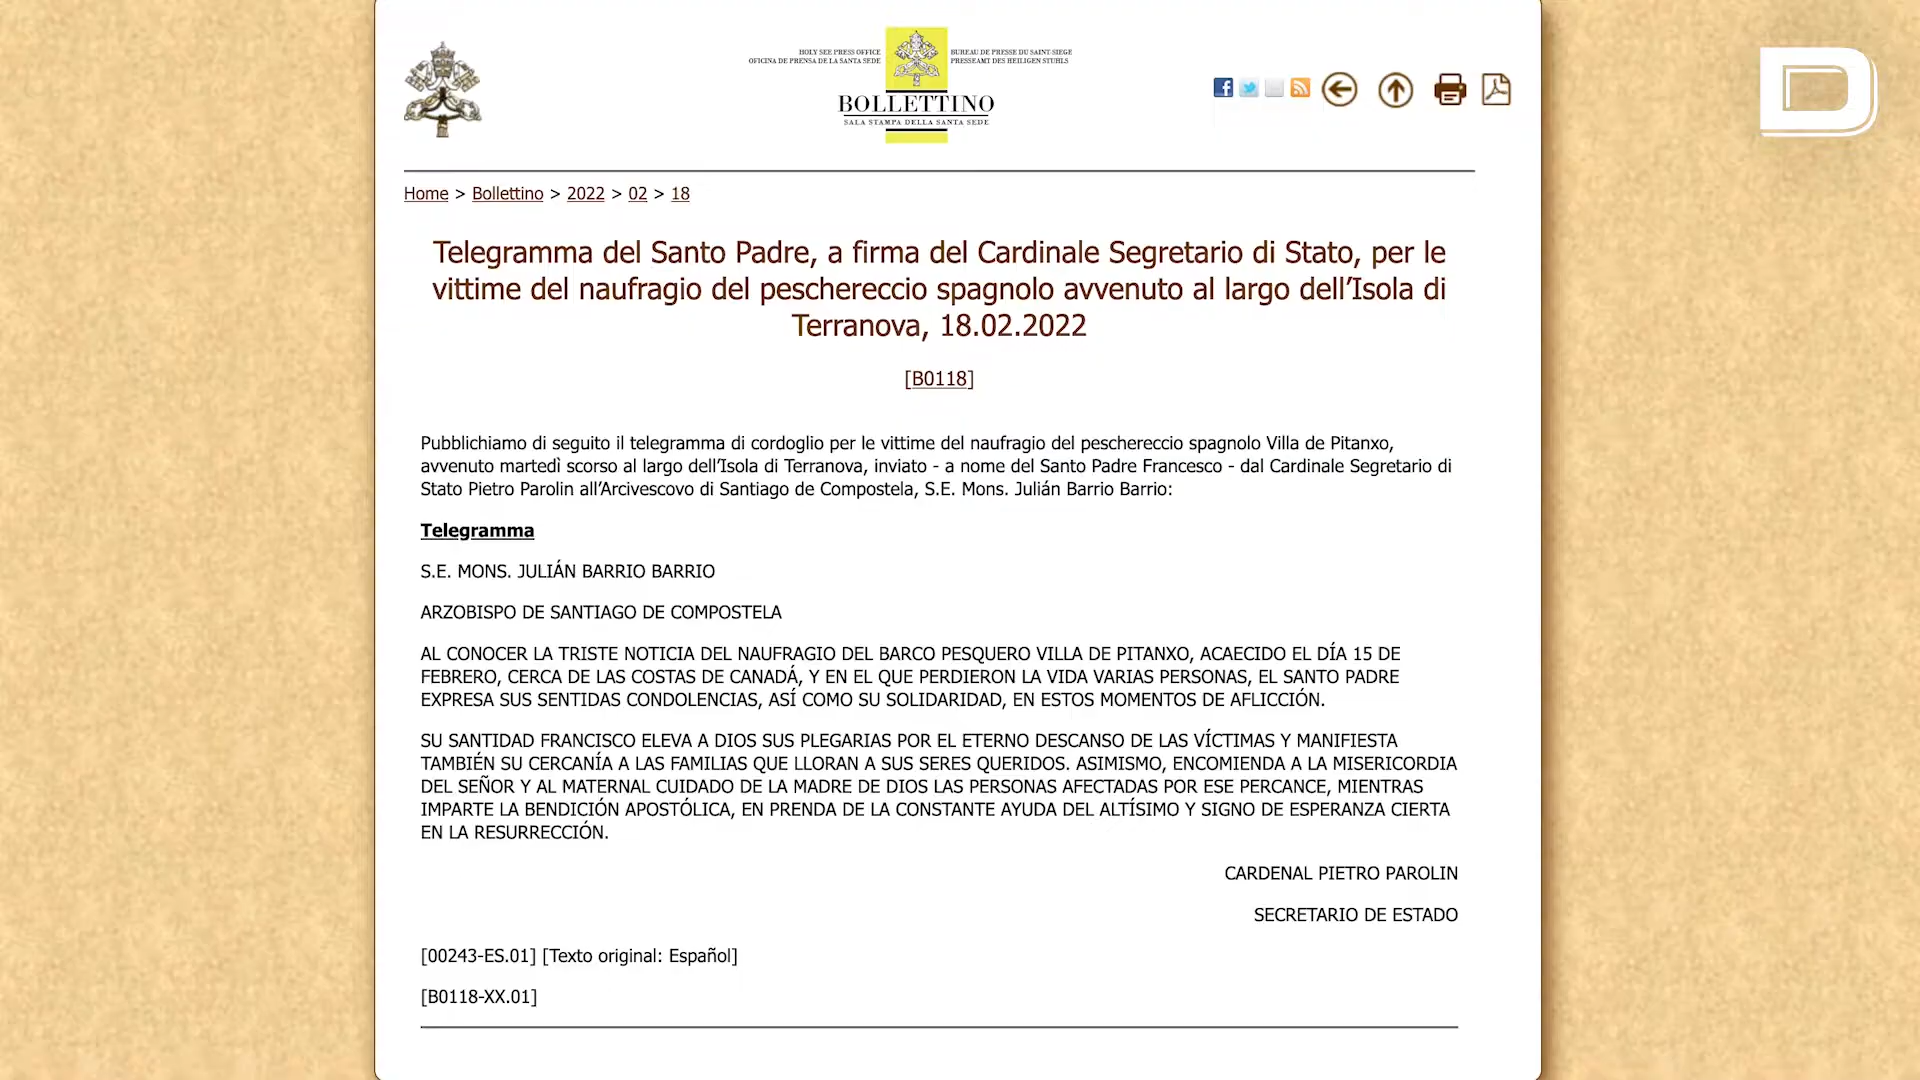 HOLY SEE PRESS OFFICE
OFICINA DE PRENSA DE LA SANTA SEDE
BUREAU DE PRESSE DU SAINT-SIEGE
PRESSEAMT DES HEILIGEN STUHLS
BOLLETTINO
SALA STAMPA DELLA SANTA SEDE
D
Home > Bollettino > 2022 > 02 > 18
Telegramma del Santo Padre, a firma del Cardinale Segretario di Stato, per le
vittime del naufragio del peschereccio spagnolo avvenuto al largo dell’Isola di
Terranova, 18.02.2022
[B0118]
Pubblichiamo di seguito il telegramma di cordoglio per le vittime del naufragio del peschereccio spagnolo Villa de Pitanxo,
avvenuto martedì scorso al largo dell’Isola di Terranova, inviato - a nome del Santo Padre Francesco - dal Cardinale Segretario di
Stato Pietro Parolin all’Arcivescovo di Santiago de Compostela, S.E. Mons. Julián Barrio Barrio:
Telegramma
S.E. MONS. JULIÁN BARRIO BARRIO
ARZOBISPO DE SANTIAGO DE COMPOSTELA
AL CONOCER LA TRISTE NOTICIA DEL NAUFRAGIO DEL BARCO PESQUERO VILLA DE PITANXO, ACAECIDO EL DÍA 15 DE
FEBRERO, CERCA DE LAS COSTAS DE CANADÁ, Y EN EL QUE PERDIERON LA VIDA VARIAS PERSONAS, EL SANTO PADRE
EXPRESA SUS SENTIDAS CONDOLENCIAS, ASÍ COMO SU SOLIDARIDAD, EN ESTOS MOMENTOS DE AFLICCIÓN.
SU SANTIDAD FRANCISCO ELEVA A DIOS SUS PLEGARIAS POR EL ETERNO DESCANSO DE LAS VÍCTIMAS Y MANIFIESTA
TAMBIÉN SU CERCANÍA A LAS FAMILIAS QUE LLORAN A SUS SERES QUERIDOS. ASIMISMO, ENCOMIENDA A LA MISERICORDIA
DEL SEÑOR Y AL MATERNAL CUIDADO DE LA MADRE DE DIOS LAS PERSONAS AFECTADAS POR ESE PERCANCE, MIENTRAS
IMPARTE LA BENDICIÓN APOSTÓLICA, EN PRENDA DE LA CONSTANTE AYUDA DEL ALTÍSIMO Y SIGNO DE ESPERANZA CIERTA
EN LA RESURRECCIÓN.
CARDENAL PIETRO PAROLIN
SECRETARIO DE ESTADO
[00243-ES.01] [Texto original: Español]
[B0118-XX.01]